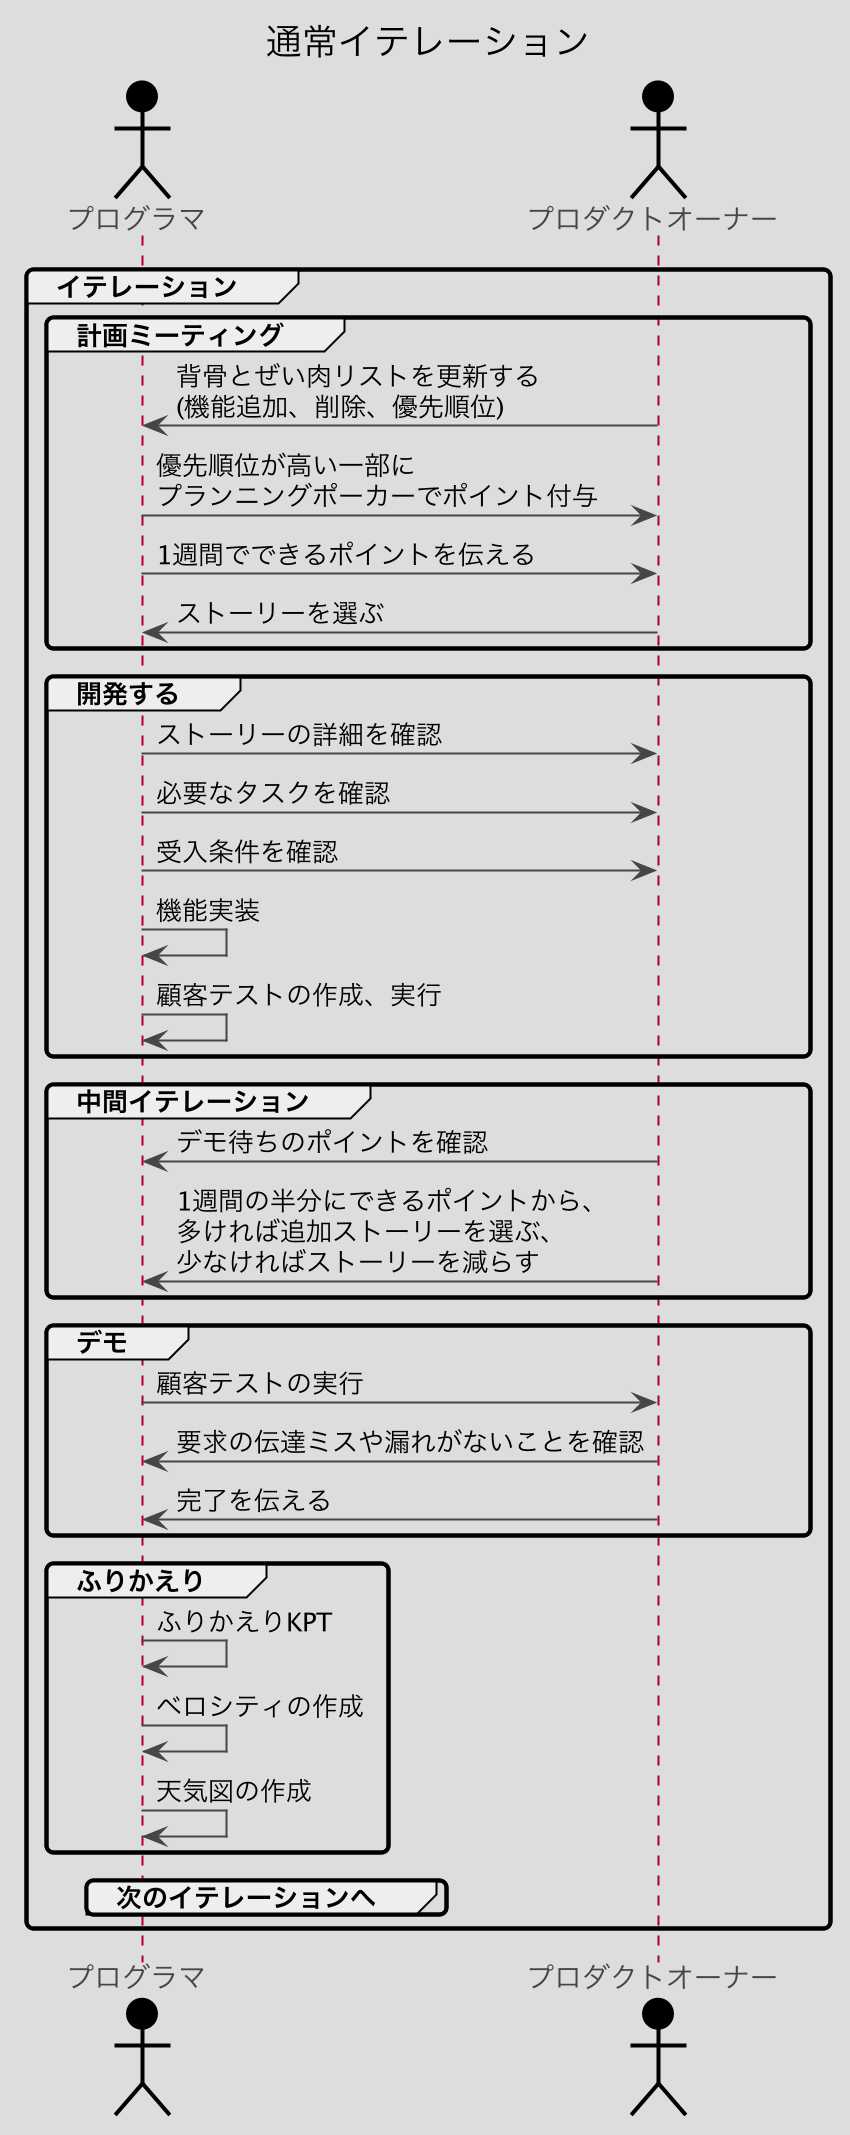 通常イテレーション
プログラマ
プロダクトオーナー
イテレーション
計画ミーティング
背骨とぜい肉リストを更新する
(機能追加、削除、優先順位)
優先順位が高い一部に
プランニングポーカーでポイント付与
1週間でできるポイントを伝える
ストーリーを選ぶ
開発する
ストーリーの詳細を確認
必要なタスクを確認
受入条件を確認
機能実装
顧客テストの作成、実行
中間イテレーション
デモ待ちのポイントを確認
1週間の半分にできるポイントから、
多ければ追加ストーリーを選ぶ、
少なければストーリーを減らす
デモ
顧客テストの実行
要求の伝達ミスや漏れがないことを確認
完了を伝える
ふりかえり
ふりかえりKPT
ベロシティの作成
天気図の作成
次のイテレーションへ
プログラマ
プロダクトオーナー